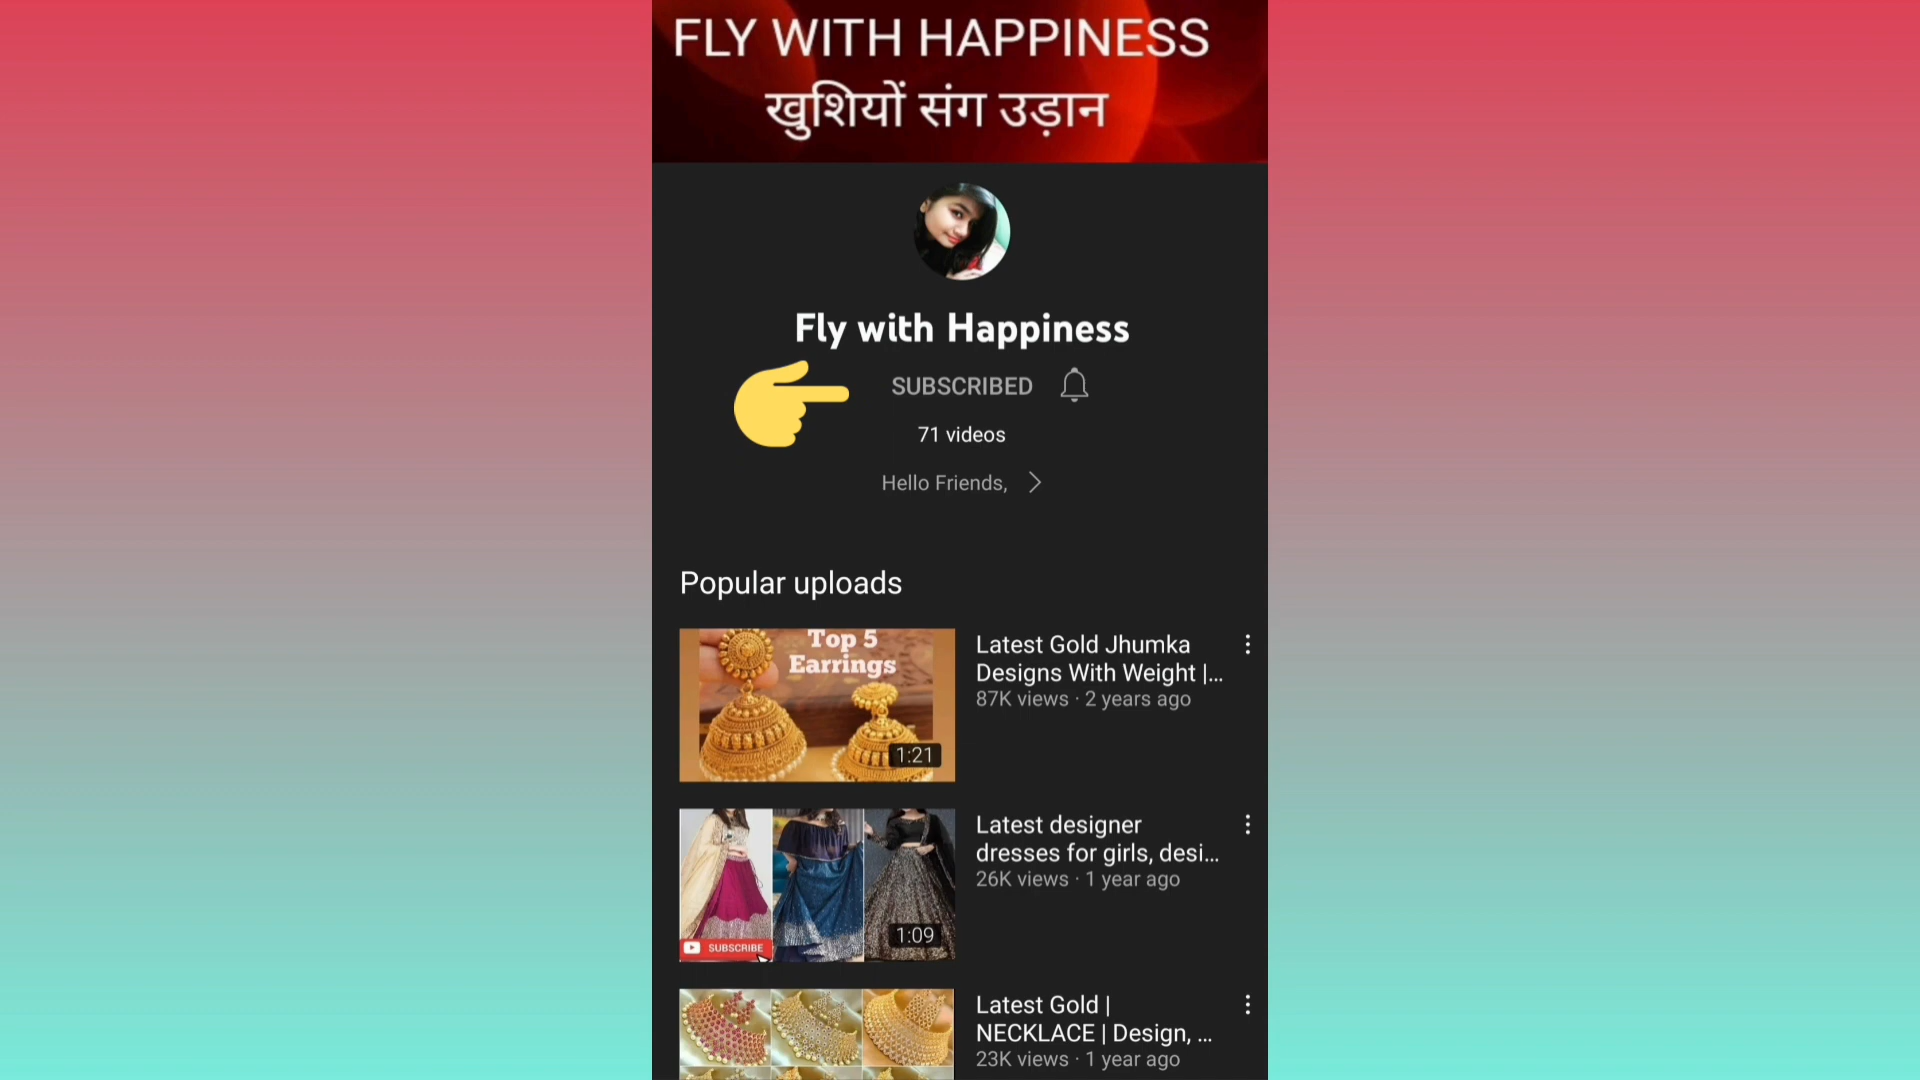 FLY WITH HAPPINESS
खुशियों संग उड़ान
Fly with Happiness
SUBSCRIBED
71 videos
Hello Friends,
Popular uploads
Top 5
Earrings
1:21
Latest Gold Jhumka
Designs With Weight |...
87K views · 2 years ago
SUBSCRIBE
1:09
Latest designer
dresses for girls, desi...
26K views · 1 year ago
Latest Gold |
NECKLACE | Design, ...
23K views · 1 year ago